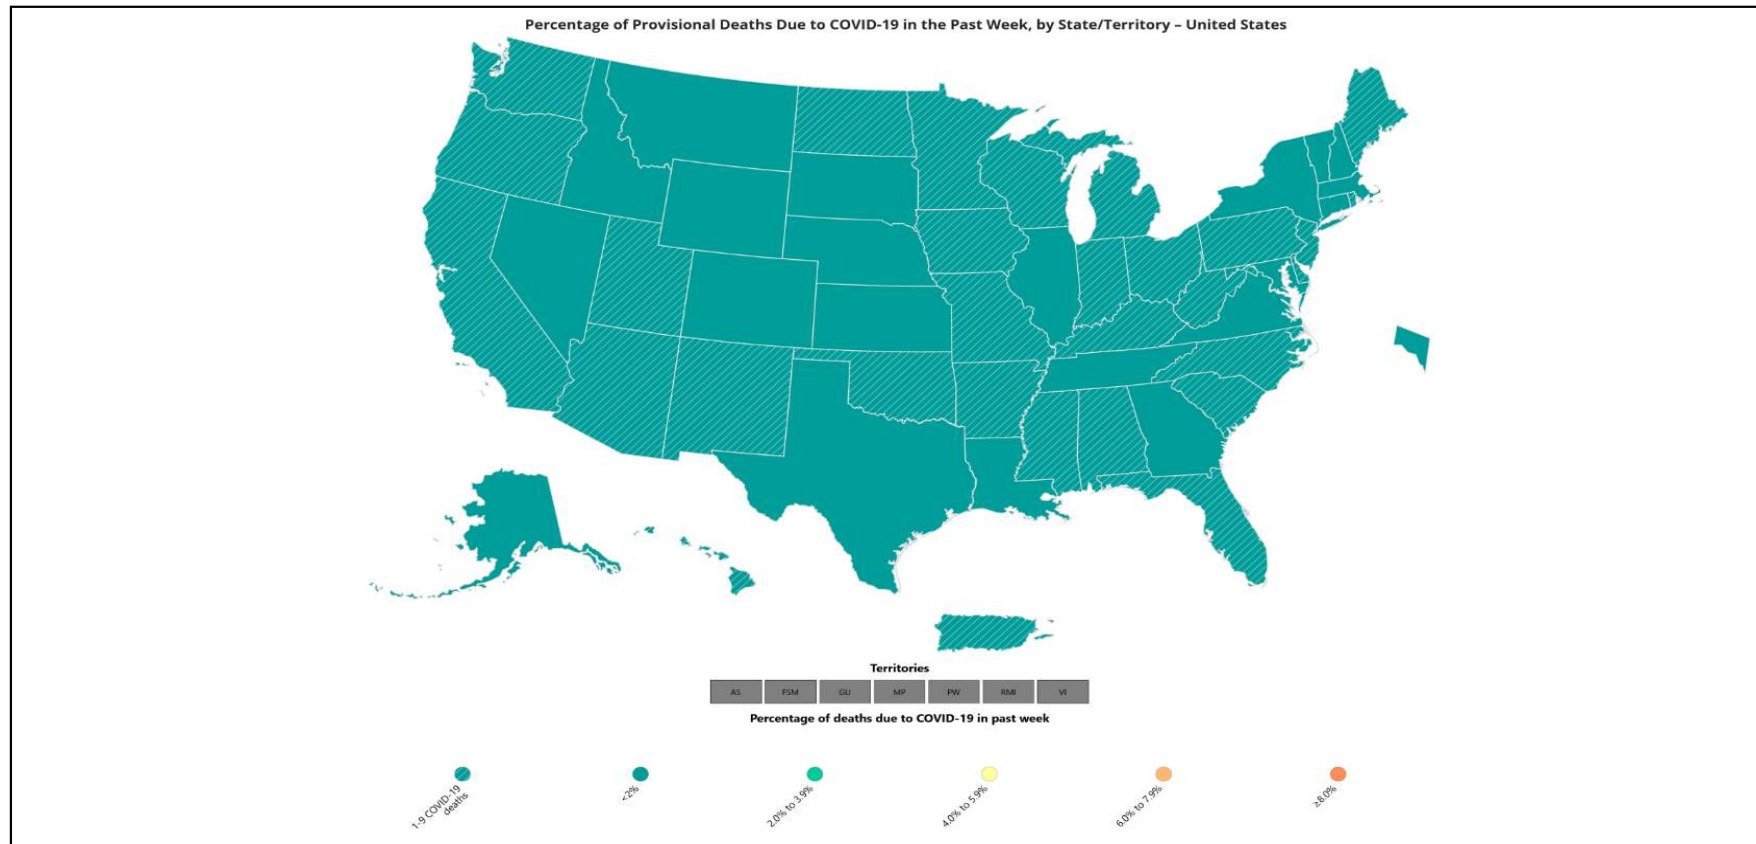 Percentage of Provisional Deaths Due to COVID-19 in the Past Week, by State/Territory – United States
Territories
AS FSM GU MP PW RMI VI
Percentage of deaths due to COVID-19 in past week
1-9 COVID-19
deaths
<2%
2.0% to 3.9%
4.0% to 5.9%
6.0% to 7.9%
≥8.0%